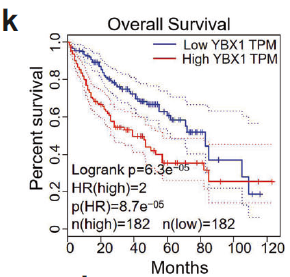 k
Overall Survival
Low YBX1 TPM
High YBX1 TPM
Percent survival
1.0
0.8
0.6
0.4
0.2
0
Logrank p=6.3e⁻⁰⁵
HR(high)=2
p(HR)=8.7e⁻⁰⁵
n(high)=182 n(low)=182
0 20 40 60 80 100 120
Months